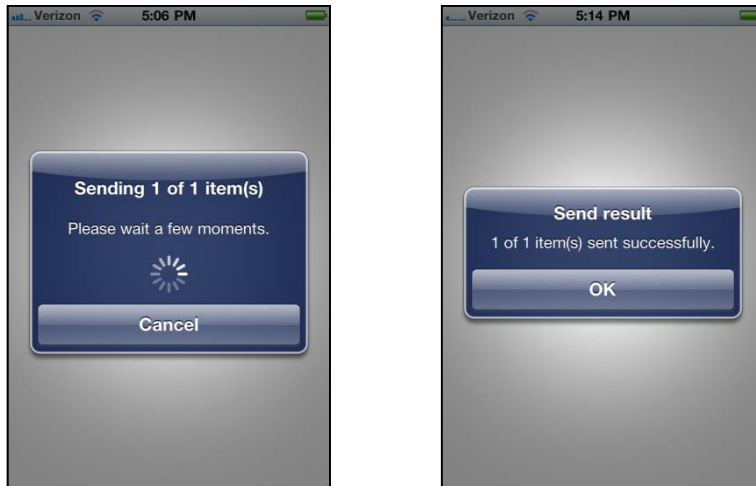 Verizon 5:06 PM
Sending 1 of 1 item(s)
Please wait a few moments.
Cancel
Verizon 5:14 PM
Send result
1 of 1 item(s) sent successfully.
OK